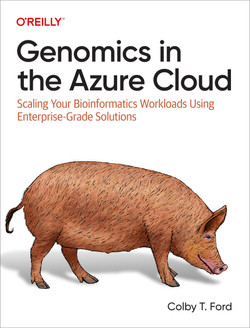 O'REILLY®
Genomics in
the Azure Cloud
Scaling Your Bioinformatics Workloads Using
Enterprise-Grade Solutions
Colby T. Ford